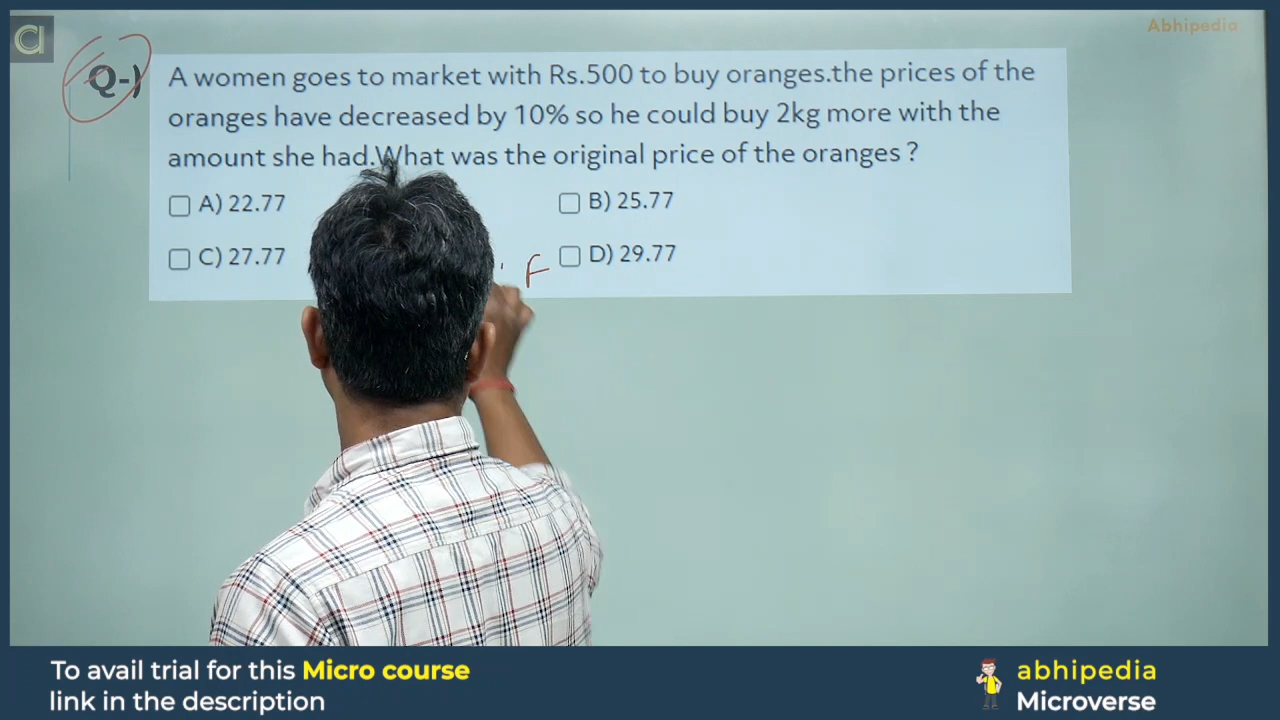 Abhipedia
Q-)
A women goes to market with Rs.500 to buy oranges.the prices of the
oranges have decreased by 10% so he could buy 2kg more with the
amount she had.What was the original price of the oranges ?
A) 22.77
B) 25.77
C) 27.77
D) 29.77
F
To avail trial for this Micro course
link in the description
abhipedia
Microverse